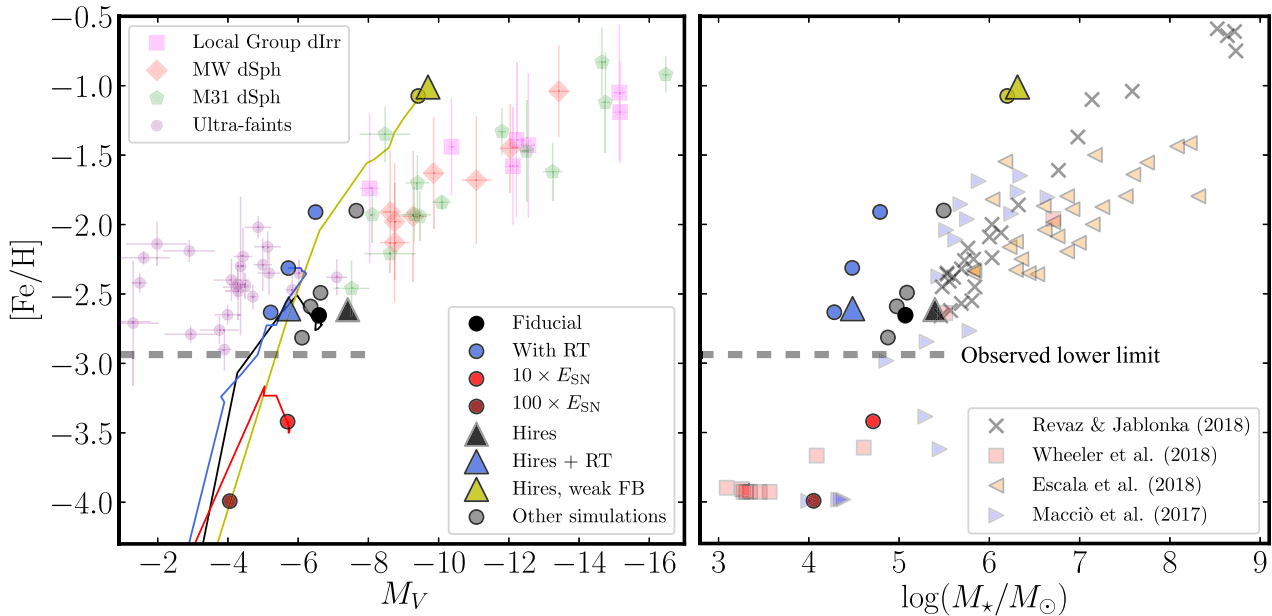 [Fe/H]
−0.5
−1.0
−1.5
−2.0
−2.5
−3.0
−3.5
−4.0
Local Group dIrr
MW dSph
M31 dSph
Ultra-faints
Fiducial
With RT
10 × E_SN
100 × E_SN
Hires
Hires + RT
Hires, weak FB
Other simulations
−2 −4 −6 −8 −10 −12 −14 −16
M_V
Observed lower limit
Revaz & Jablonka (2018)
Wheeler et al. (2018)
Escala et al. (2018)
Macciò et al. (2017)
3 4 5 6 7 8 9
log(M⋆/M⊙)